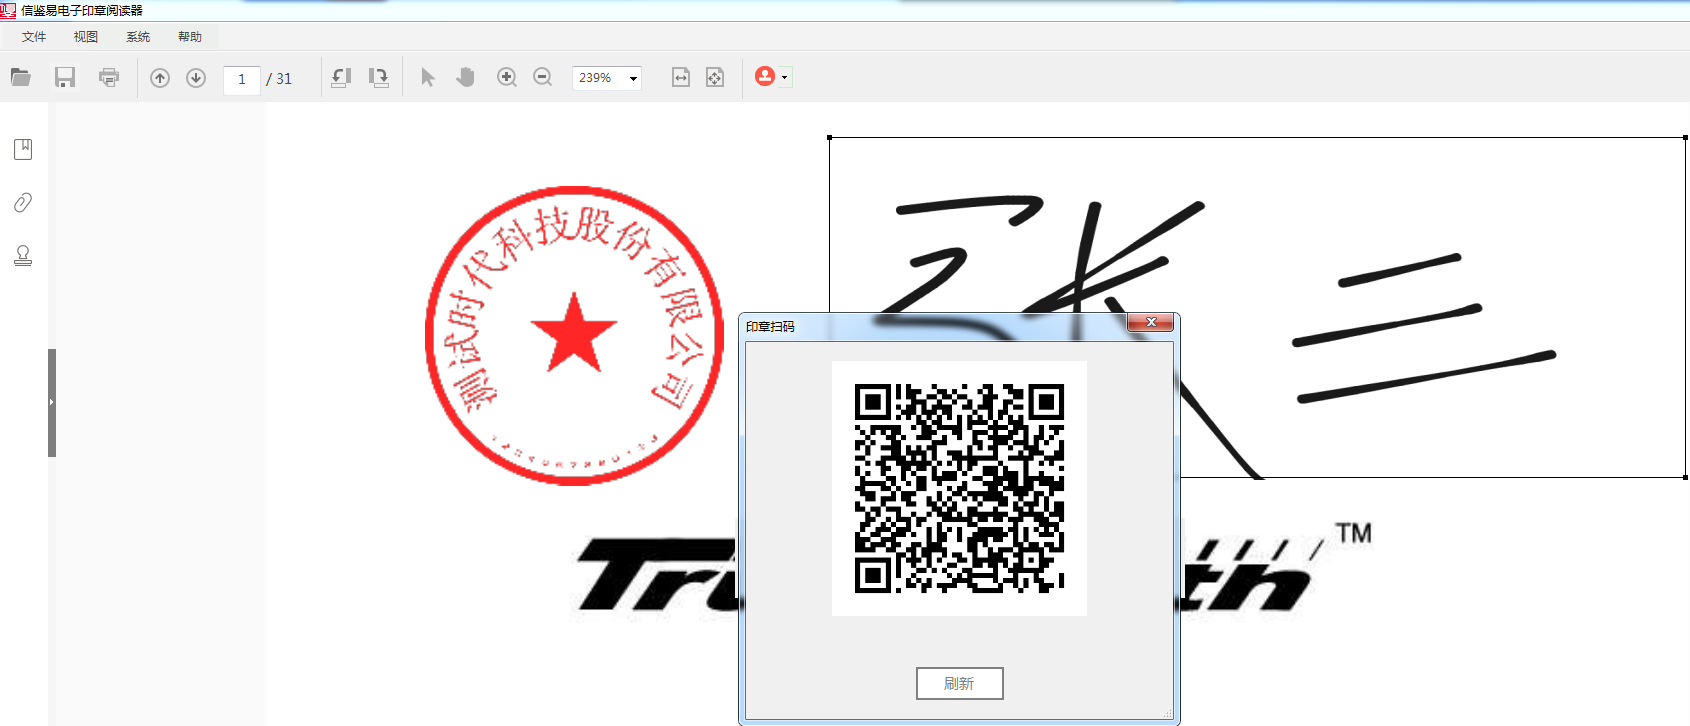 信鉴易电子印章阅读器
文件 视图 系统 帮助
1 / 31 239%
测试时代科技股份有限公司
张三
印章扫码
刷新
TM